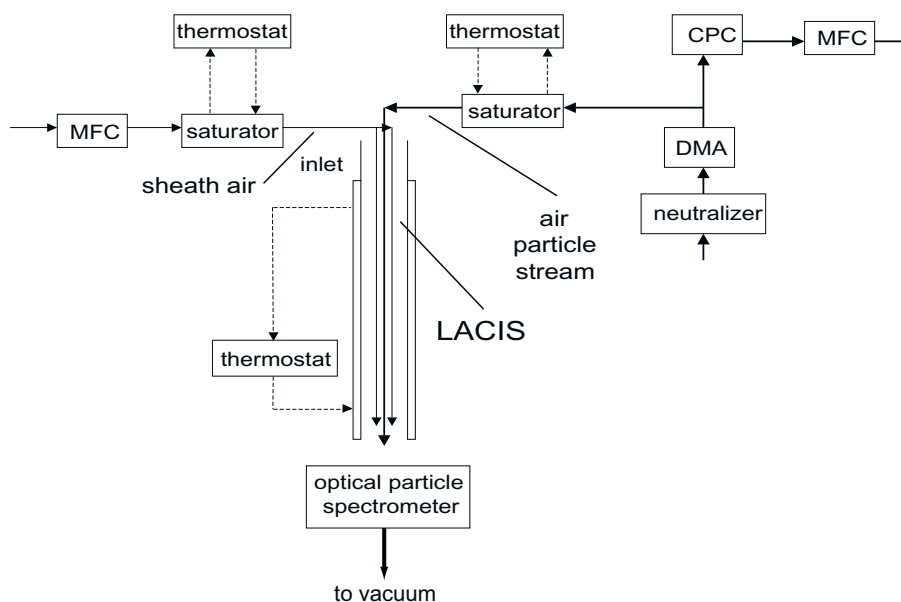 thermostat
thermostat
CPC
MFC
MFC
saturator
saturator
inlet
sheath air
DMA
neutralizer
air
particle
stream
LACIS
thermostat
optical particle
spectrometer
to vacuum